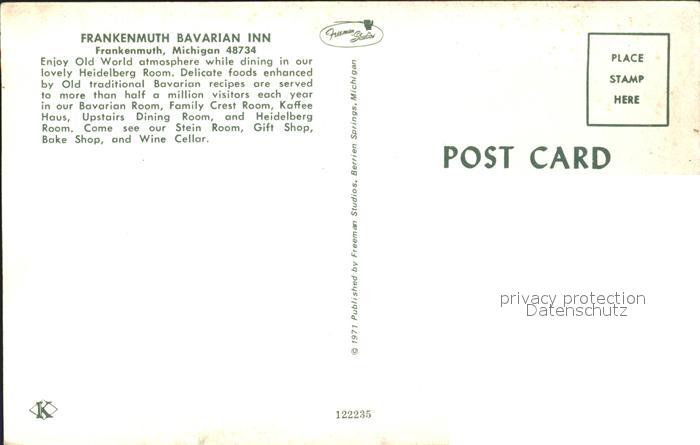 FRANKENMUTH BAVARIAN INN
Frankenmuth, Michigan 48734
Enjoy Old World atmosphere while dining in our
lovely Heidelberg Room. Delicate foods enhanced
by Old traditional Bavarian recipes are served
to more than half a million visitors each year
in our Bavarian Room, Family Crest Room, Kaffee
Haus, Upstairs Dining Room, and Heidelberg
Room. Come see our Stein Room, Gift Shop,
Bake Shop, and Wine Cellar.
Freeman
Studios
© 1971 Published by Freeman Studios, Berrien Springs, Michigan
PLACE
STAMP
HERE
POST CARD
privacy protection
Datenschutz
K
122235